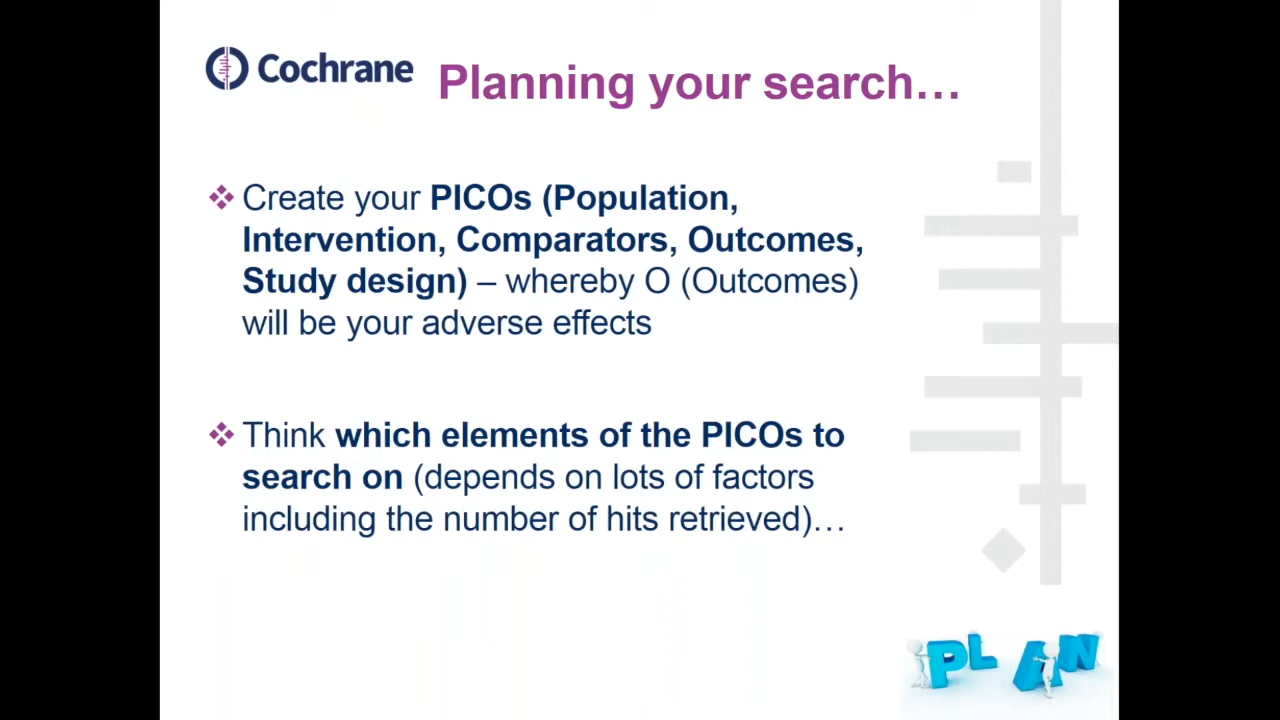 Cochrane
Planning your search…
Create your PICOs (Population,
Intervention, Comparators, Outcomes,
Study design) – whereby O (Outcomes)
will be your adverse effects
Think which elements of the PICOs to
search on (depends on lots of factors
including the number of hits retrieved)…
PLAN